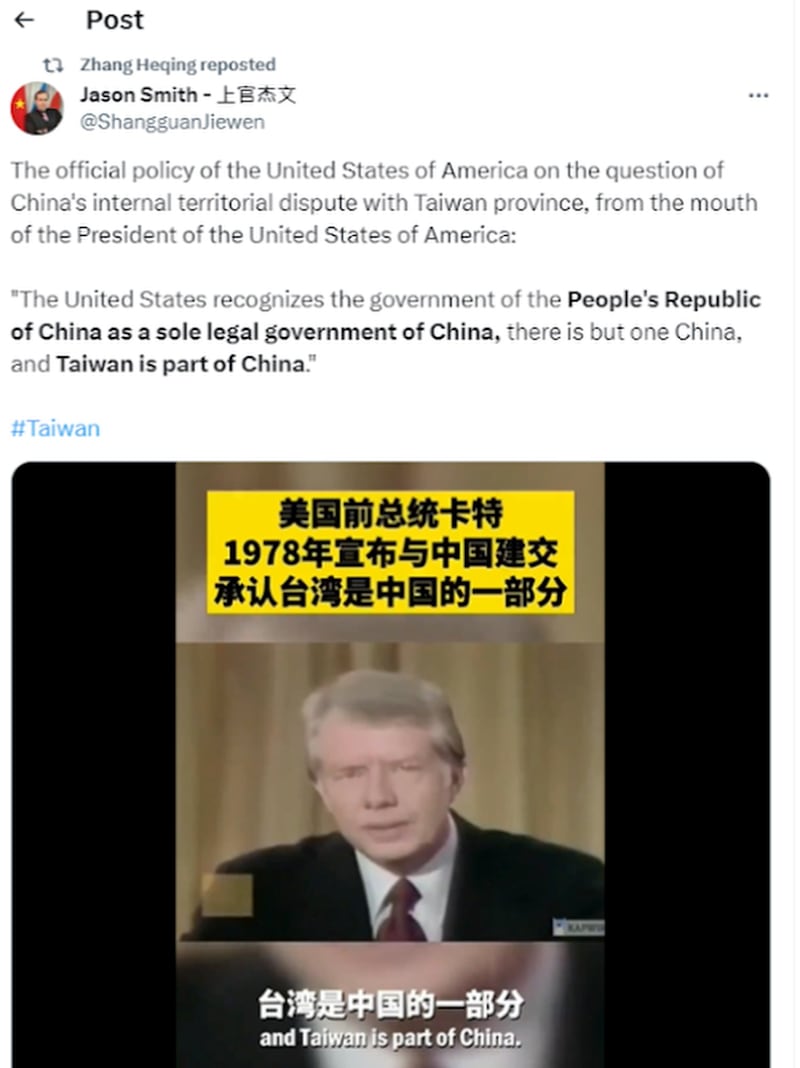 Post
Zhang Heqing reposted
Jason Smith - 上官杰文
@ShangguanJiewen
The official policy of the United States of America on the question of
China's internal territorial dispute with Taiwan province, from the mouth
of the President of the United States of America:
"The United States recognizes the government of the People's Republic
of China as a sole legal government of China, there is but one China,
and Taiwan is part of China."
#Taiwan
美国前总统卡特
1978年宣布与中国建交
承认台湾是中国的一部分
台湾是中国的一部分
and Taiwan is part of China.